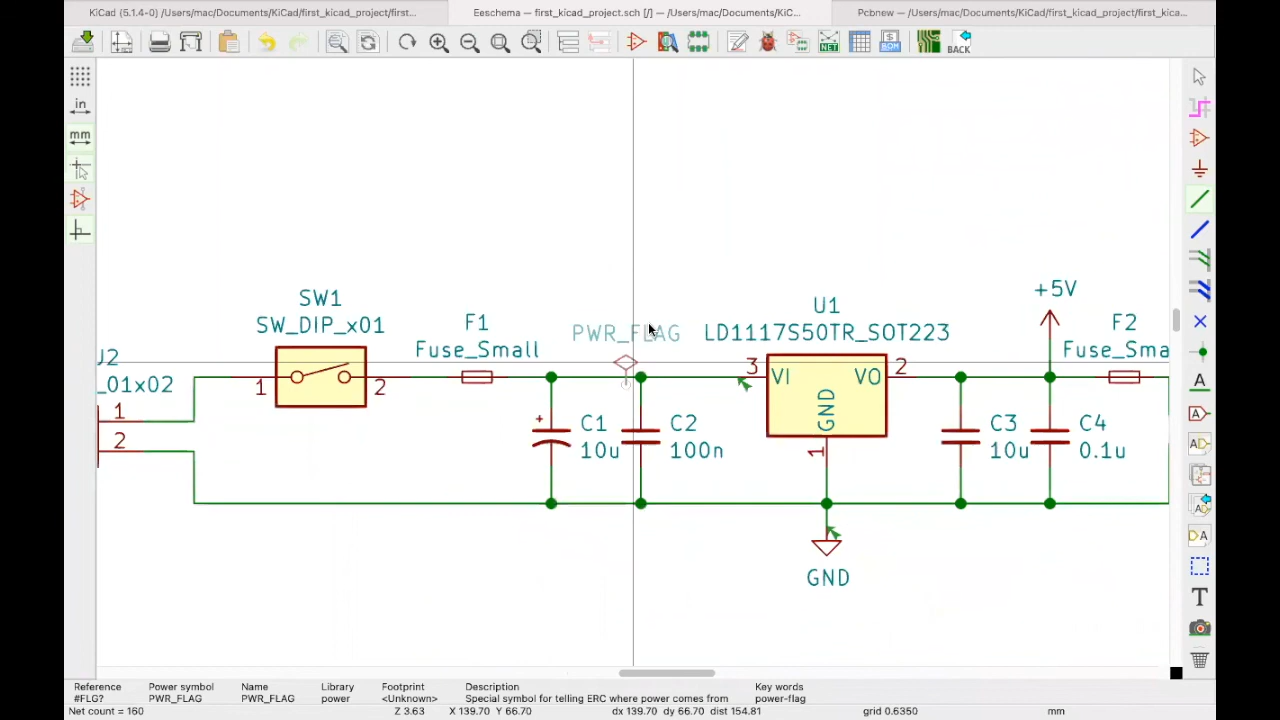 KiCad (5.1.4-0) /Users/mac/Documents/KiCad/first_kicad_project/first...
Eeschema — first_kicad_project.sch [/] — /Users/mac/Documents/KiC...
Pcbnew — /Users/mac/Documents/KiCad/first_kicad_project/first_kica...
NET
BOM
BACK
in
mm
SW1
SW_DIP_x01
1
2
J2
_01x02
1
2
F1
Fuse_Small
PWR_FLAG
C1
10u
C2
100n
U1
LD1117S50TR_SOT223
3
VI
VO
2
GND
1
GND
+5V
F2
Fuse_Sma
C3
10u
C4
0.1u
A
A
A
T
Reference
#FLG?
Power symbol
PWR_FLAG
Name
PWR_FLAG
Library
power
Footprint
<Unknown>
Description
Special symbol for telling ERC where power comes from
Key words
power-flag
Net count = 160
Z 3.63
X 139.70 Y 66.70
dx 139.70 dy 66.70 dist 154.81
grid 0.6350
mm